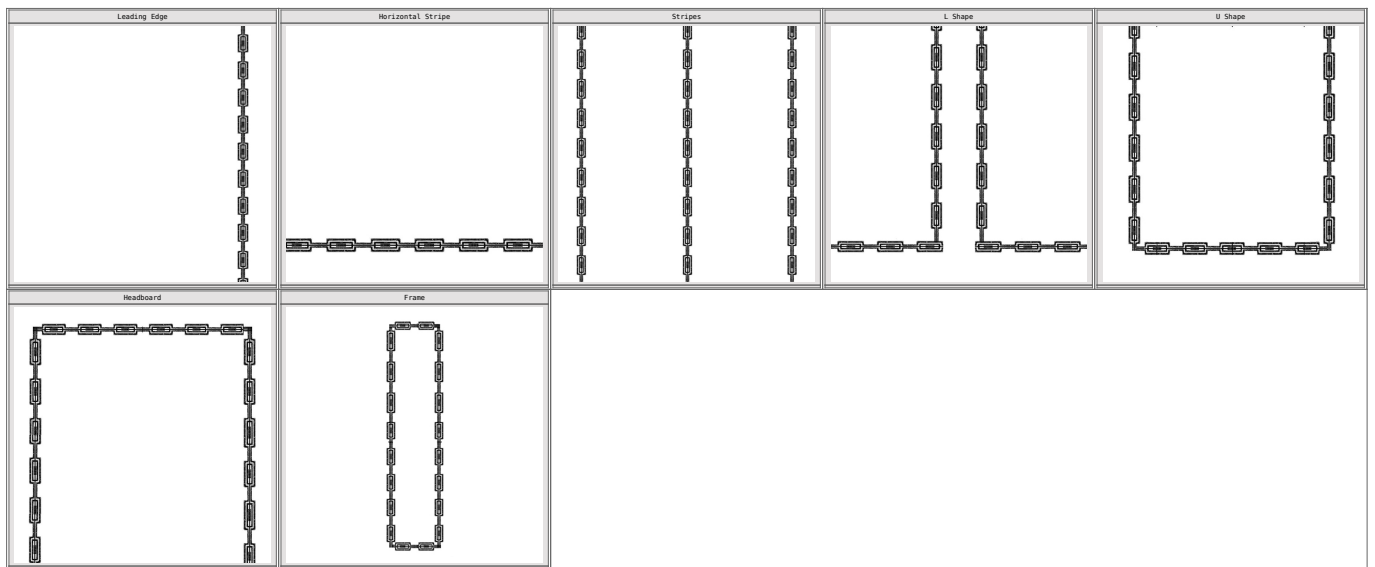 Leading Edge
Horizontal Stripe
Stripes
L Shape
U Shape
Headboard
Frame